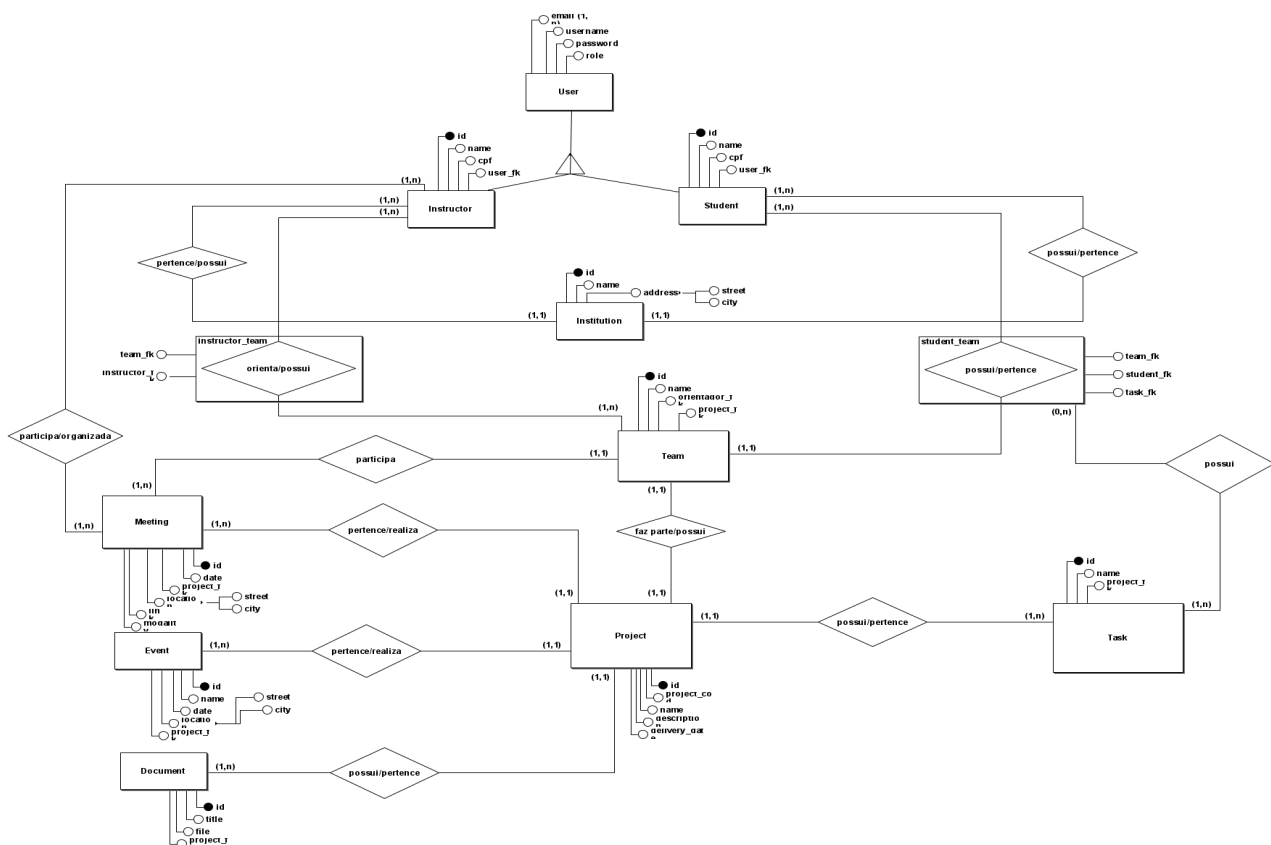 email (1,
n)
username
password
role
User
id
name
cpf
user_fk
(1,n)
(1,n)
(1,n)
Instructor
id
name
cpf
user_fk
(1,n)
(1,n)
Student
pertence/possui
possui/pertence
id
name
address
street
city
(1,1)
Institution
(1,1)
instructor_team
team_fk
orienta/possui
student_team
possui/pertence
team_fk
student_fk
task_fk
(0,n)
id
name
(1,n)
(1,1)
Team
(1,1)
(1,1)
participa/organizada
participa
possui
(1,n)
(1,n)
Meeting
(1,n)
pertence/realiza
faz parte/possui
id
date
street
city
id
name
(1,1)
(1,1)
(1,n)
(1,n)
Task
possui/pertence
(1,1)
Project
Event
(1,n)
pertence/realiza
(1,1)
(1,1)
id
name
date
street
city
id
name
Document
(1,n)
possui/pertence
id
title
file